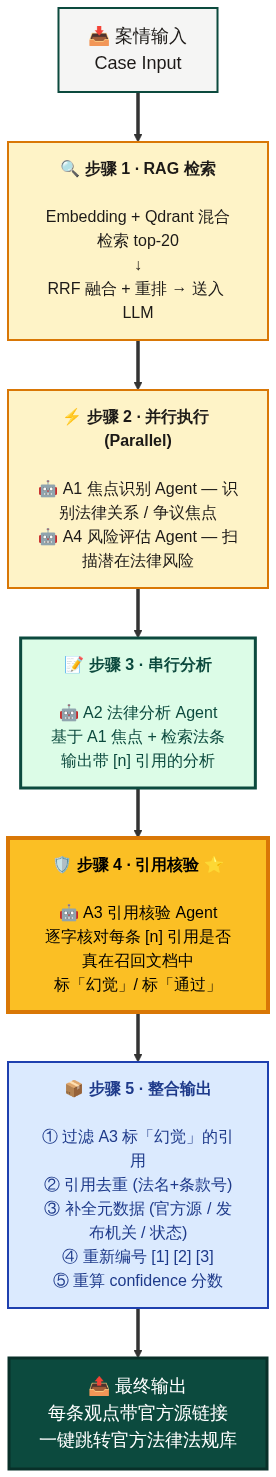 📥 案情输入
Case Input
🔍 步骤 1 · RAG 检索
Embedding + Qdrant 混合
检索 top-20
↓
RRF 融合 + 重排 → 送入
LLM
⚡ 步骤 2 · 并行执行
(Parallel)
🤖 A1 焦点识别 Agent — 识
别法律关系 / 争议焦点
🤖 A4 风险评估 Agent — 扫
描潜在法律风险
📝 步骤 3 · 串行分析
🤖 A2 法律分析 Agent
基于 A1 焦点 + 检索法条
输出带 [n] 引用的分析
🛡️ 步骤 4 · 引用核验 ⭐
🤖 A3 引用核验 Agent
逐字核对每条 [n] 引用是否
真在召回文档中
标「幻觉」/ 标「通过」
📦 步骤 5 · 整合输出
① 过滤 A3 标「幻觉」的引
用
② 引用去重 (法名+条款号)
③ 补全元数据 (官方源 / 发
布机关 / 状态)
④ 重新编号 [1] [2] [3]
⑤ 重算 confidence 分数
📤 最终输出
每条观点带官方源链接
一键跳转官方法律法规库